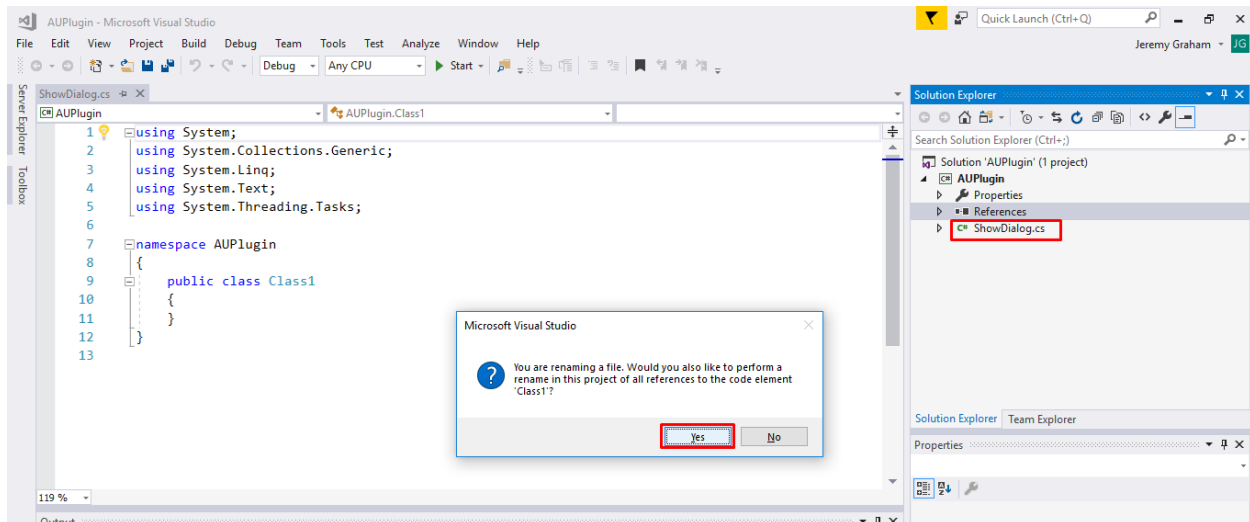 AUPlugin - Microsoft Visual Studio
Quick Launch (Ctrl+Q)
File Edit View Project Build Debug Team Tools Test Analyze Window Help
Jeremy Graham JG
Debug Any CPU Start
Server Explorer
Toolbox
ShowDialog.cs
C# AUPlugin AUPlugin.Class1
1 using System;
2 using System.Collections.Generic;
3 using System.Linq;
4 using System.Text;
5 using System.Threading.Tasks;
6
7 namespace AUPlugin
8 {
9 public class Class1
10 {
11 }
12 }
13
119 %
Output
Microsoft Visual Studio
You are renaming a file. Would you also like to perform a
rename in this project of all references to the code element
'Class1'?
Yes No
Solution Explorer
Search Solution Explorer (Ctrl+;)
Solution 'AUPlugin' (1 project)
C# AUPlugin
Properties
References
C# ShowDialog.cs
Solution Explorer Team Explorer
Properties